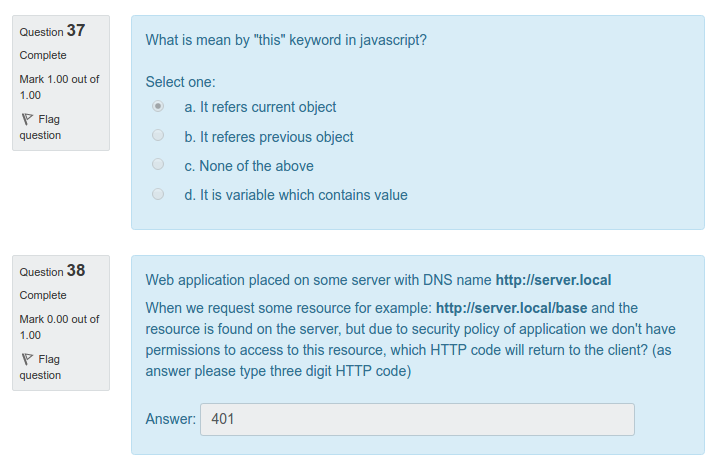 Question 37
Complete
Mark 1.00 out of
1.00
Flag
question
What is mean by "this" keyword in javascript?
Select one:
a. It refers current object
b. It referes previous object
c. None of the above
d. It is variable which contains value
Question 38
Complete
Mark 0.00 out of
1.00
Flag
question
Web application placed on some server with DNS name http://server.local
When we request some resource for example: http://server.local/base and the
resource is found on the server, but due to security policy of application we don't have
permissions to access to this resource, which HTTP code will return to the client? (as
answer please type three digit HTTP code)
Answer: 401